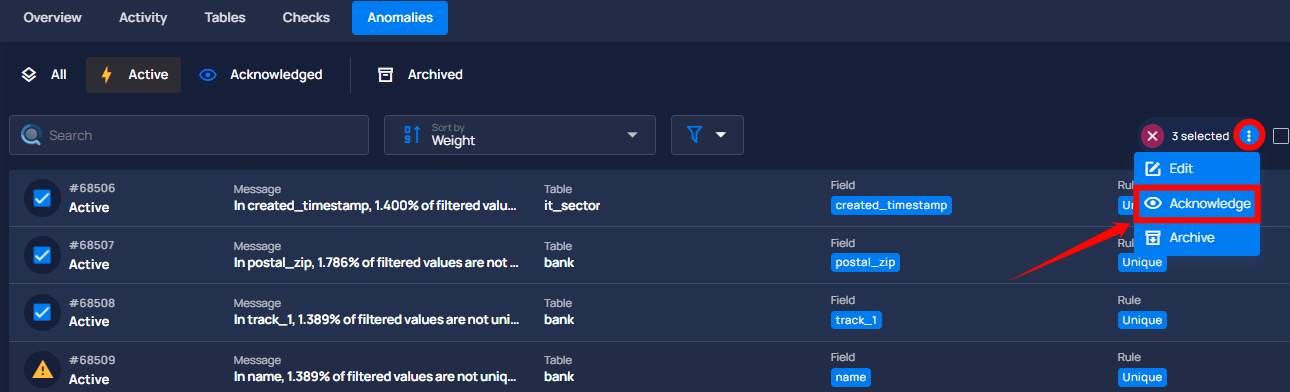 Overview Activity Tables Checks Anomalies
All Active Acknowledged Archived
Search
Sort by
Weight
3 selected
Edit
Acknowledge
Archive
#68506
Active
Message
In created_timestamp, 1.400% of filtered valu...
Table
it_sector
Field
created_timestamp
#68507
Active
Message
In postal_zip, 1.786% of filtered values are not ...
Table
bank
Field
postal_zip
Unique
#68508
Active
Message
In track_1, 1.389% of filtered values are not uni...
Table
bank
Field
track_1
Rule
Unique
#68509
Active
Message
In name, 1.389% of filtered values are not uniq...
Table
bank
Field
name
Rule
Unique